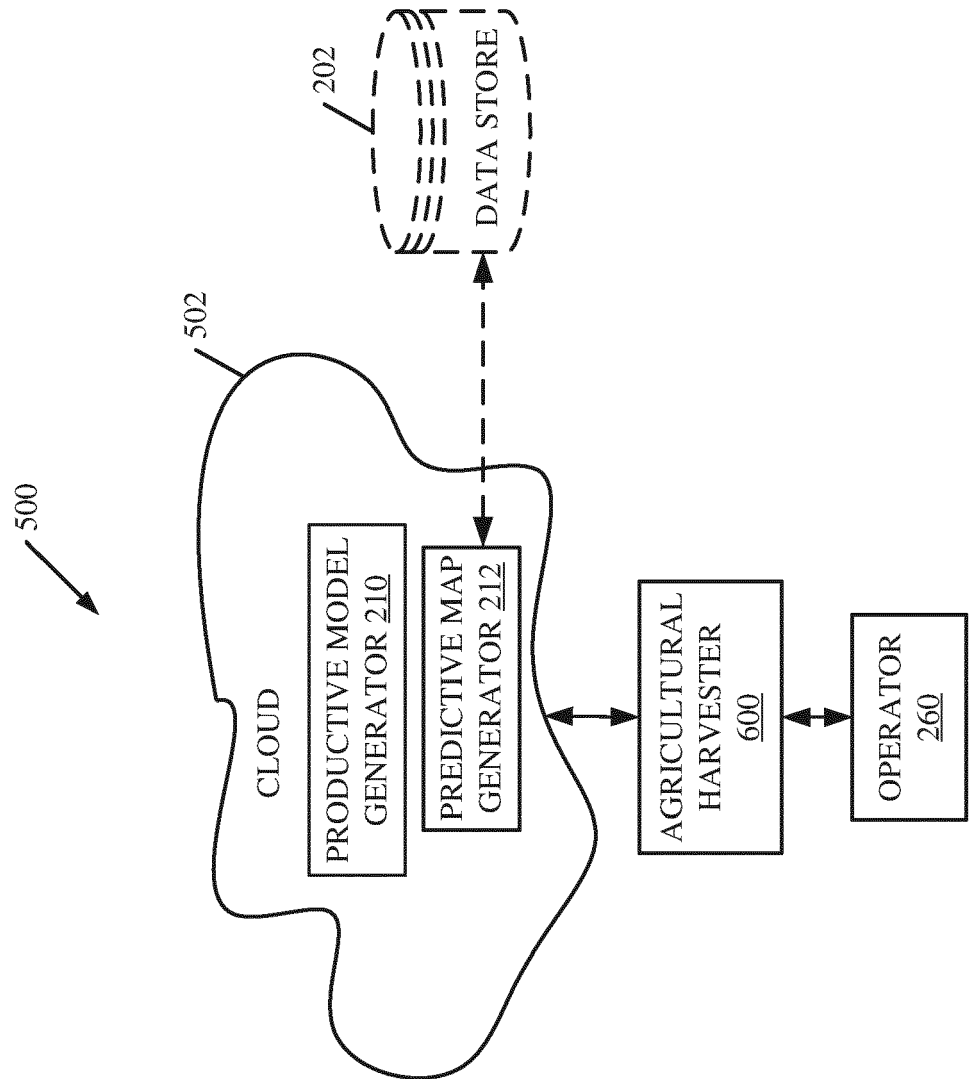 500
502
202
CLOUD
PRODUCTIVE MODEL
GENERATOR 210
PREDICTIVE MAP
GENERATOR 212
DATA STORE
AGRICULTURAL
HARVESTER
600
OPERATOR
260